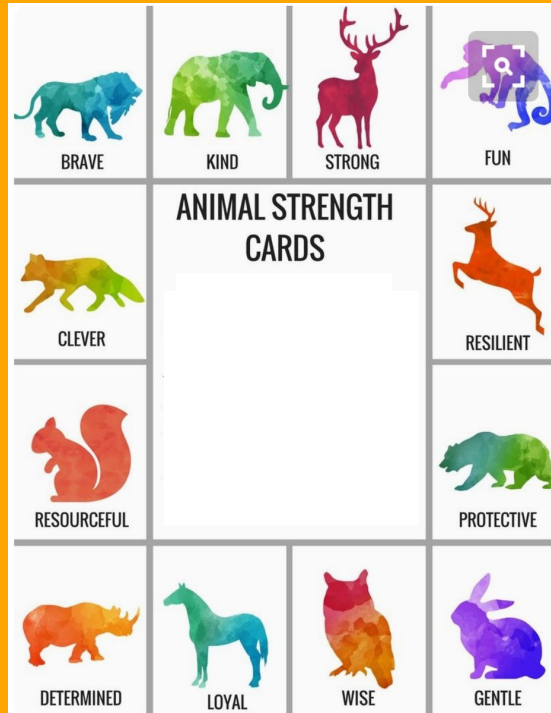 BRAVE
KIND
STRONG
FUN
ANIMAL STRENGTH
CARDS
CLEVER
RESILIENT
RESOURCEFUL
PROTECTIVE
DETERMINED
LOYAL
WISE
GENTLE